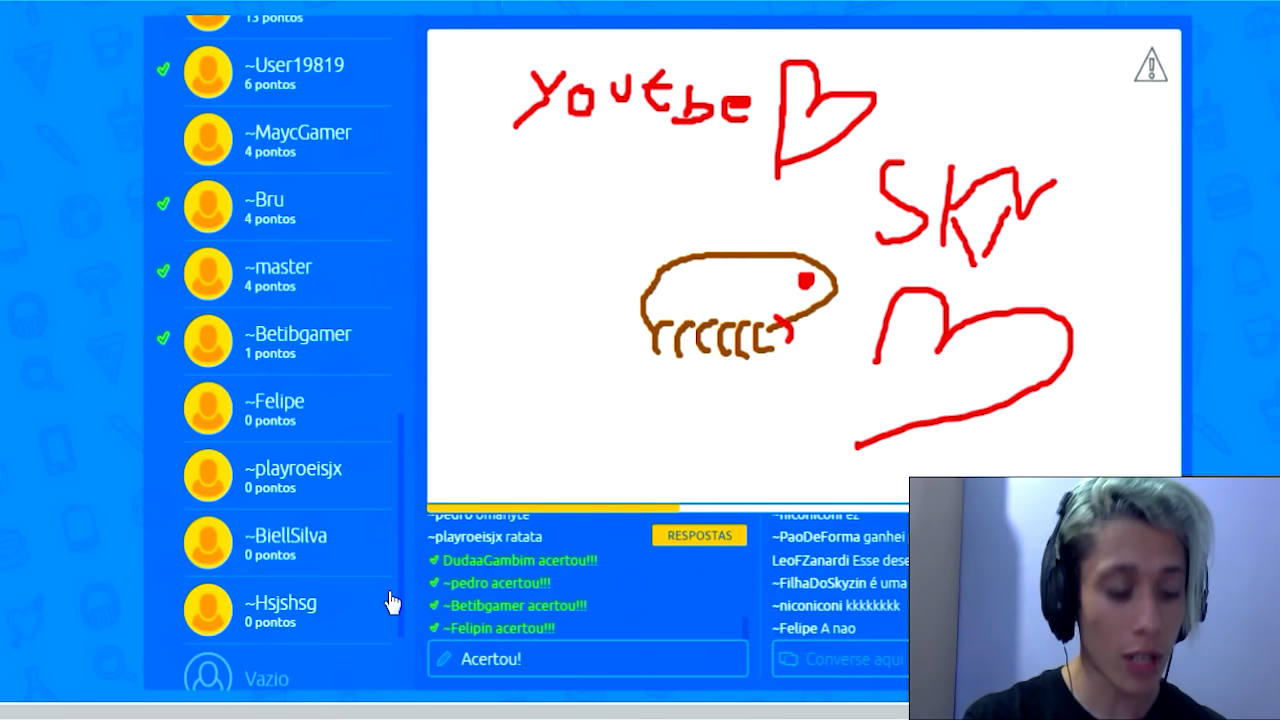 13 pontos
~User19819
6 pontos
~MaycGamer
4 pontos
~Bru
4 pontos
~master
4 pontos
~Betibgamer
1 pontos
~Felipe
0 pontos
~playroeisjx
0 pontos
~BiellSilva
0 pontos
~Hsjshsg
0 pontos
Vazio
youtbe
SKY
~playroeisjx ratata
DudaaGambim acertou!!!
~pedro acertou!!!
~Betibgamer acertou!!!
~Felipin acertou!!!
RESPOSTAS
Acertou!
~PaoDeForma ganhei
LeoFZanardi Esse dese
~FilhaDoSkyzin é uma
~niconiconi kkkkkkkk
~Felipe A nao
Converse aqui